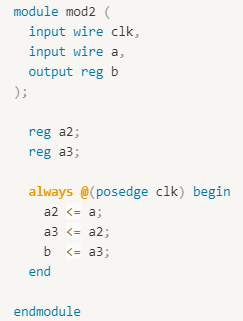 module mod2 (
  input wire clk,
  input wire a,
  output reg b
);

  reg a2;
  reg a3;

  always @(posedge clk) begin
    a2 <= a;
    a3 <= a2;
    b  <= a3;
  end

endmodule